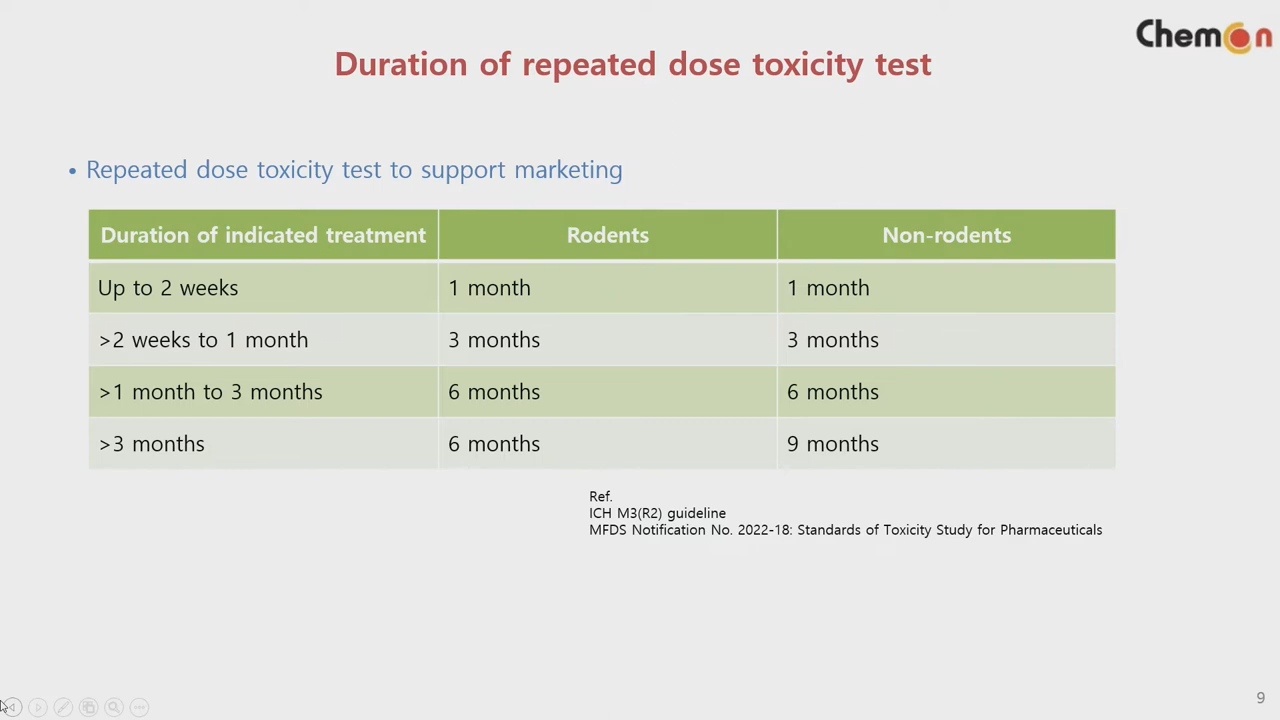 ChemOn
Duration of repeated dose toxicity test
• Repeated dose toxicity test to support marketing
Duration of indicated treatment Rodents Non-rodents
Up to 2 weeks 1 month 1 month
>2 weeks to 1 month 3 months 3 months
>1 month to 3 months 6 months 6 months
>3 months 6 months 9 months
Ref.
ICH M3(R2) guideline
MFDS Notification No. 2022-18: Standards of Toxicity Study for Pharmaceuticals
9